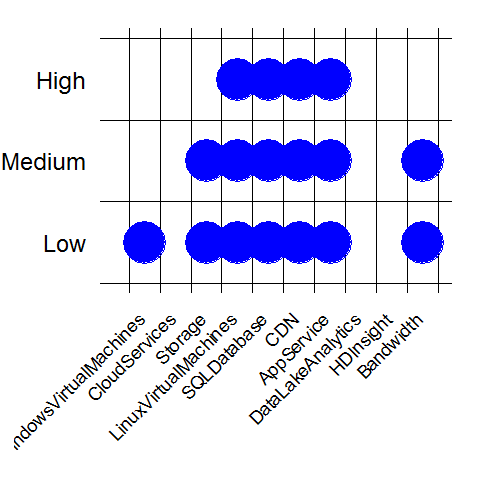 High
Medium
Low
ndowsVirtualMachines
CloudServices
Storage
LinuxVirtualMachines
SQLDatabase
CDN
AppService
DataLakeAnalytics
HDInsight
Bandwidth